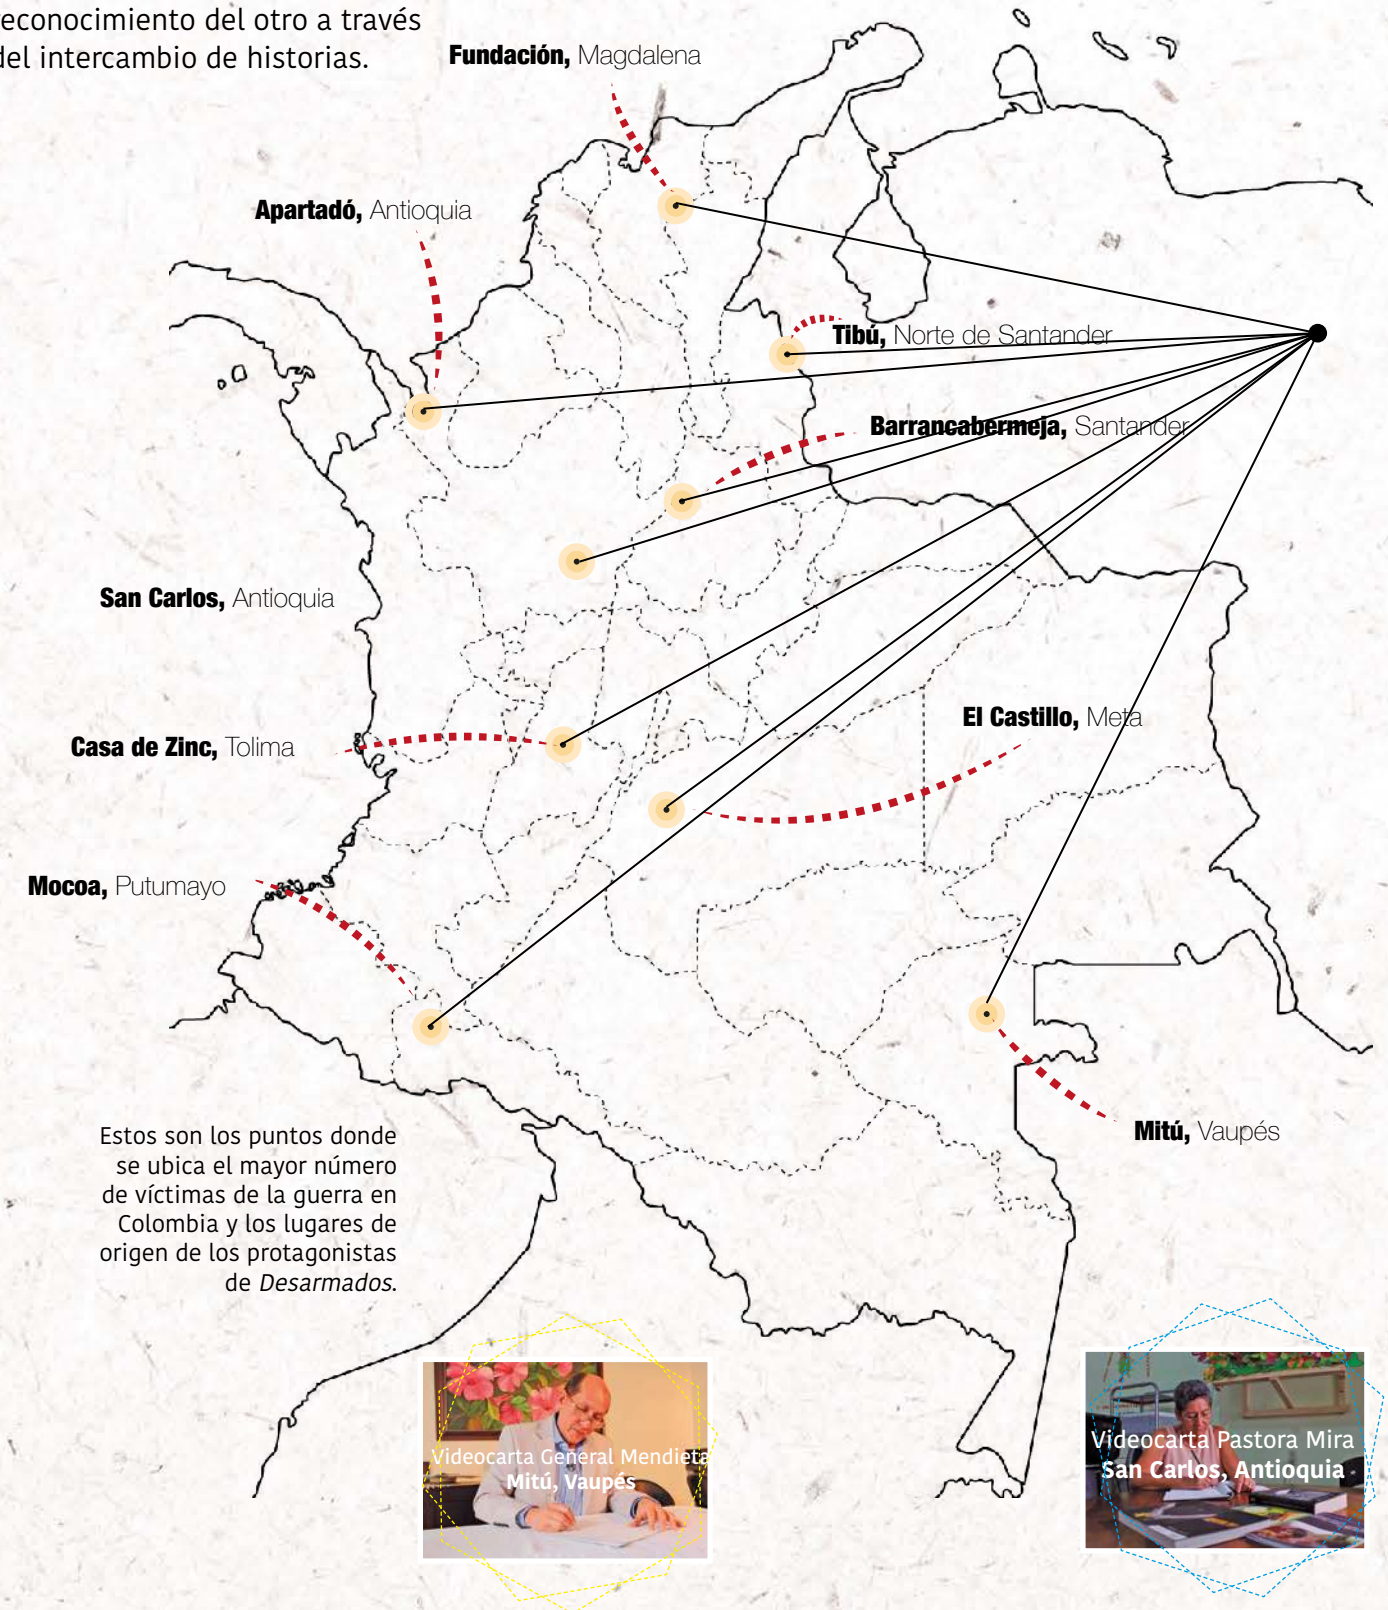 reconocimiento del otro a través
del intercambio de historias.
Fundación, Magdalena
Apartadó, Antioquia
Tibú, Norte de Santander
Barrancabermeja, Santander
San Carlos, Antioquia
El Castillo, Meta
Casa de Zinc, Tolima
Mocoa, Putumayo
Mitú, Vaupés
Estos son los puntos donde
se ubica el mayor número
de víctimas de la guerra en
Colombia y los lugares de
origen de los protagonistas
de Desarmados.
Videocarta General Mendieta
Mitú, Vaupés
Videocarta Pastora Mira
San Carlos, Antioquia